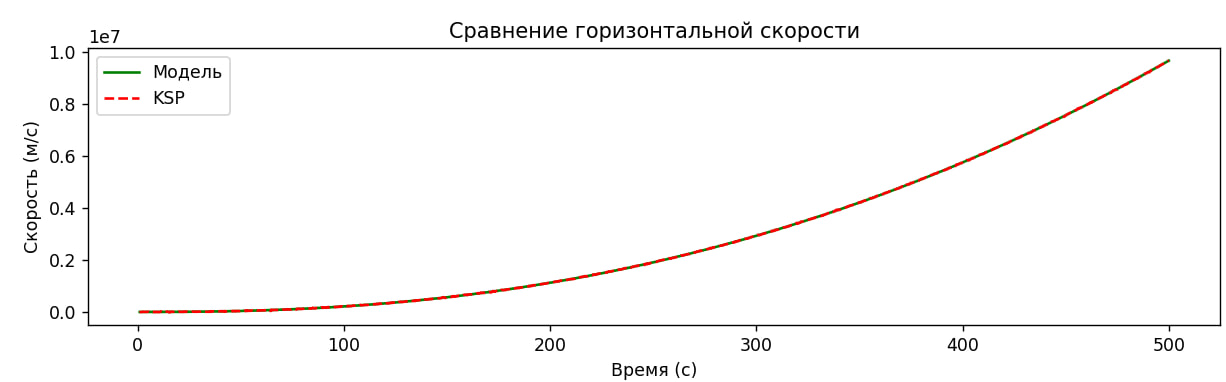 Сравнение горизонтальной скорости
1e7
1.0
0.8
0.6
0.4
0.2
0.0
Скорость (м/с)
Модель
KSP
0 100 200 300 400 500
Время (с)